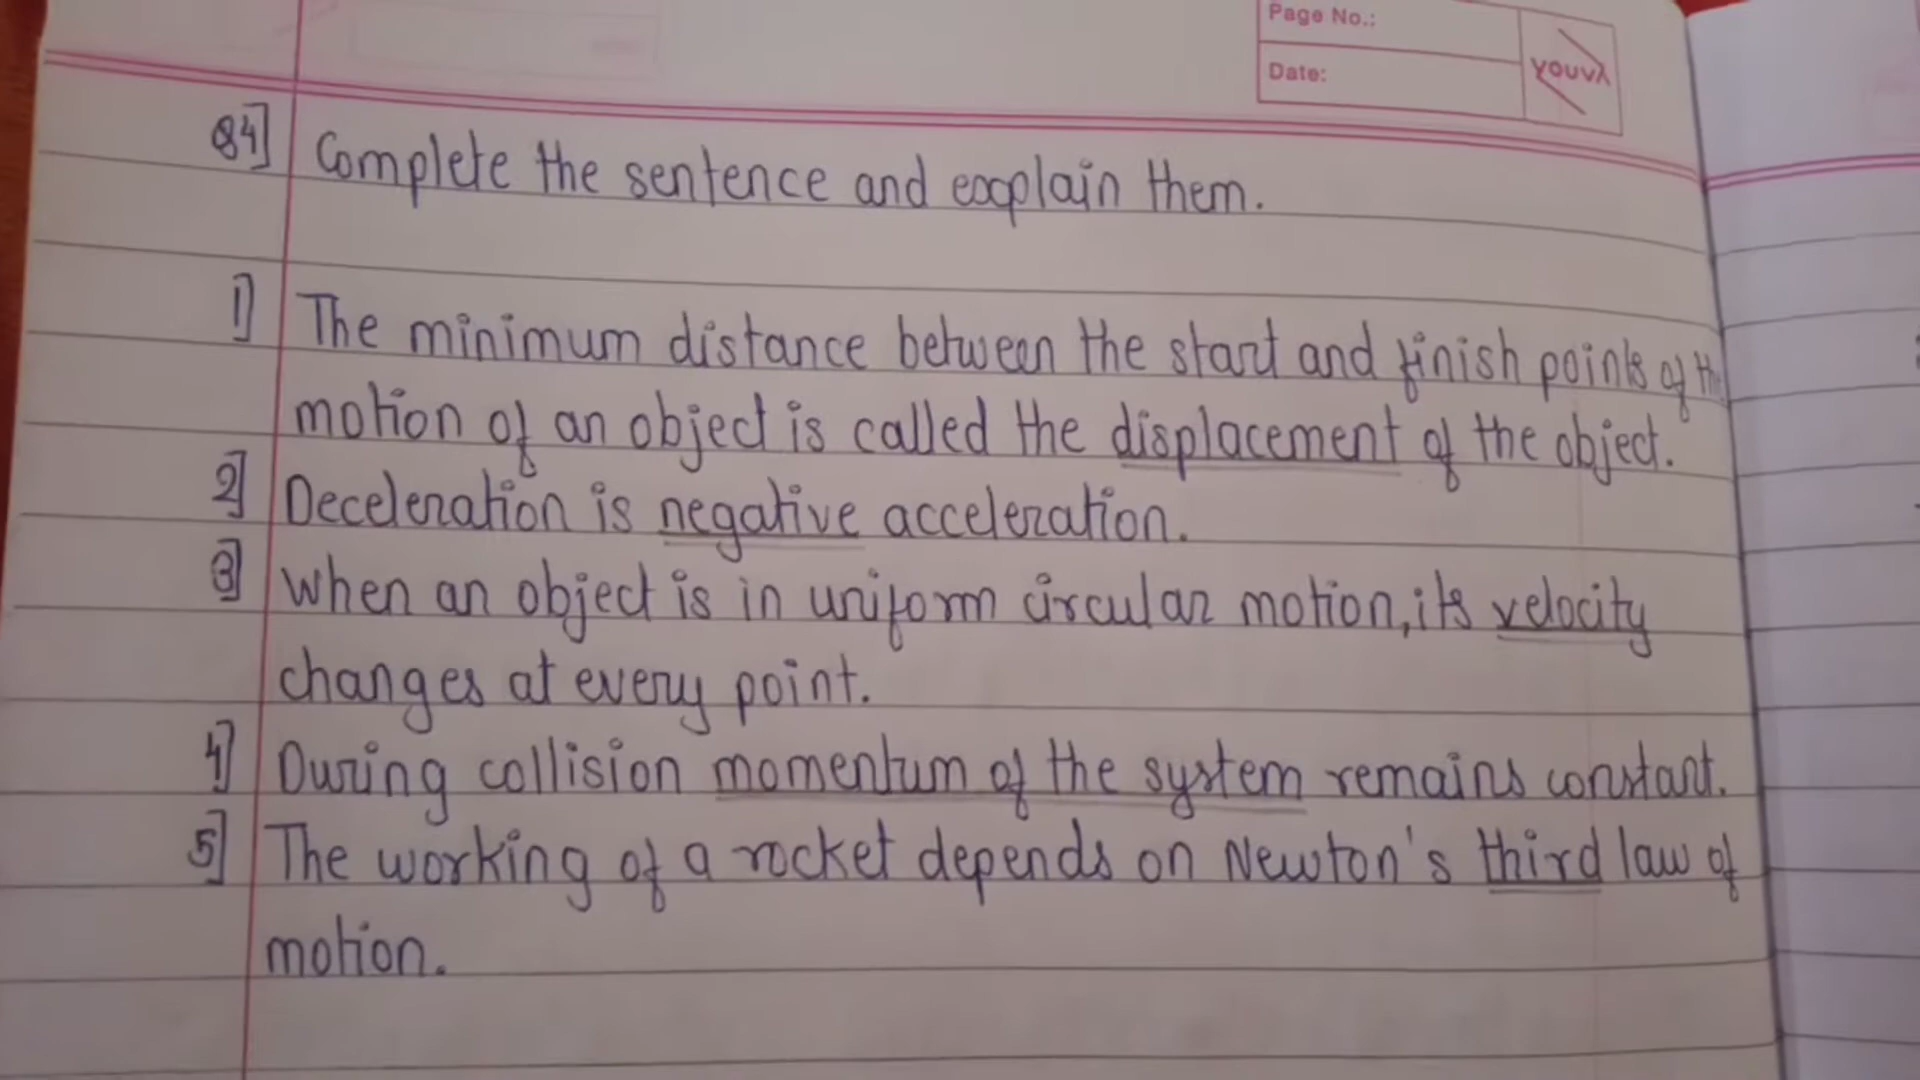 Page No.:
Date:
YOUVA
Q4] Complete the sentence and explain them.
1] The minimum distance between the start and finish points of
motion of an object is called the displacement of the object.
2] Deceleration is negative acceleration.
3] When an object is in uniform circular motion, its velocity
changes at every point.
4] During collision momentum of the system remains constant.
5] The working of a rocket depends on Newton's third law of
motion.